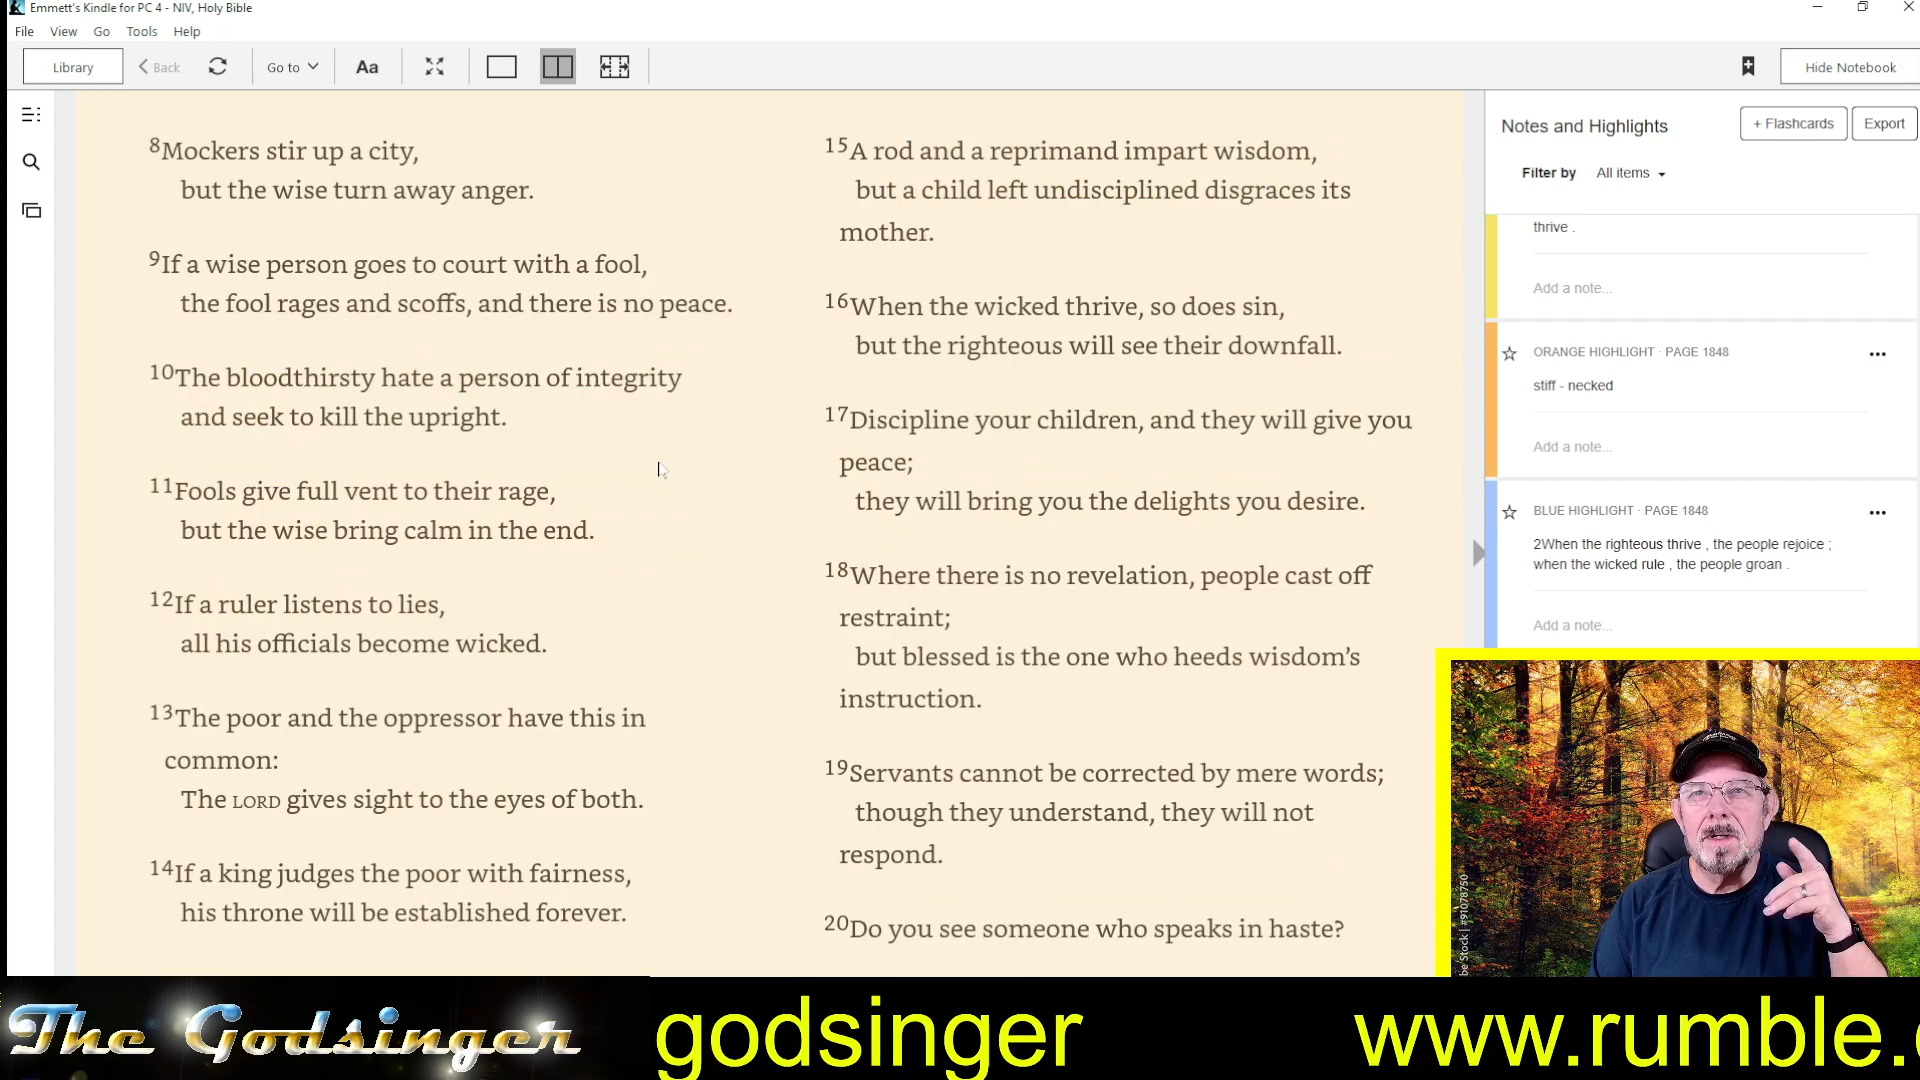 Emmett's Kindle for PC 4 - NIV, Holy Bible
File View Go Tools Help
Library
Back
Go to
Aa
Hide Notebook
8Mockers stir up a city,
but the wise turn away anger.
9If a wise person goes to court with a fool,
the fool rages and scoffs, and there is no peace.
10The bloodthirsty hate a person of integrity
and seek to kill the upright.
11Fools give full vent to their rage,
but the wise bring calm in the end.
12If a ruler listens to lies,
all his officials become wicked.
13The poor and the oppressor have this in
common:
The LORD gives sight to the eyes of both.
14If a king judges the poor with fairness,
his throne will be established forever.
15A rod and a reprimand impart wisdom,
but a child left undisciplined disgraces its
mother.
16When the wicked thrive, so does sin,
but the righteous will see their downfall.
17Discipline your children, and they will give you
peace;
they will bring you the delights you desire.
18Where there is no revelation, people cast off
restraint;
but blessed is the one who heeds wisdom's
instruction.
19Servants cannot be corrected by mere words;
though they understand, they will not
respond.
20Do you see someone who speaks in haste?
Notes and Highlights
+ Flashcards
Export
Filter by All items
thrive .
Add a note...
ORANGE HIGHLIGHT · PAGE 1848
stiff - necked
Add a note...
BLUE HIGHLIGHT · PAGE 1848
2When the righteous thrive , the people rejoice ;
when the wicked rule , the people groan .
Add a note...
be Stock | #91078750
The Godsinger
godsinger
www.rumble.